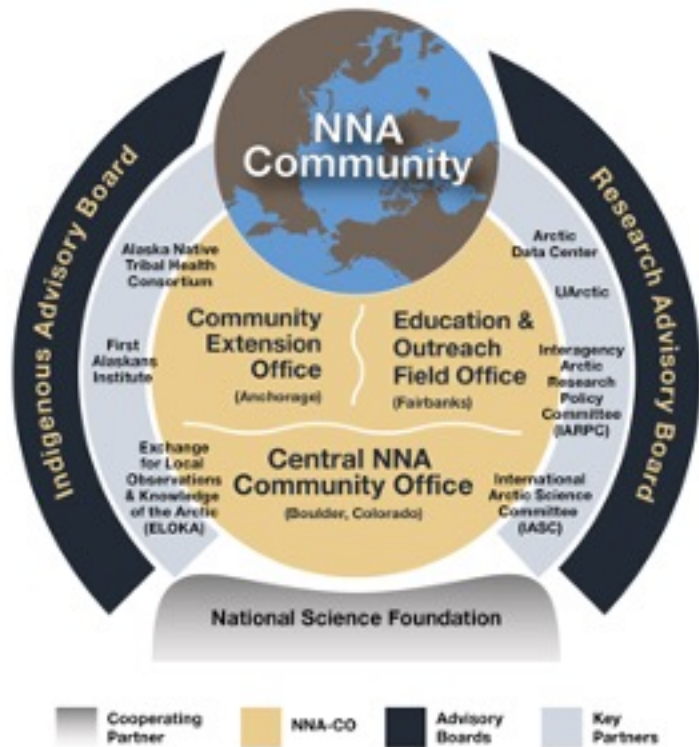 NNA
Community
Indigenous Advisory Board
Research Advisory Board
Alaska Native
Tribal Health
Consortium
First
Alaskans
Institute
Exchange
for Local
Observations
& Knowledge
of the Arctic
(ELOKA)
Community
Extension
Office
(Anchorage)
Education &
Outreach
Field Office
(Fairbanks)
Central NNA
Community Office
(Boulder, Colorado)
Arctic
Data Center
UArctic
Interagency
Arctic
Research
Policy
Committee
(IARPC)
International
Arctic Science
Committee
(IASC)
National Science Foundation
Cooperating
Partner
NNA-CO
Advisory
Boards
Key
Partners